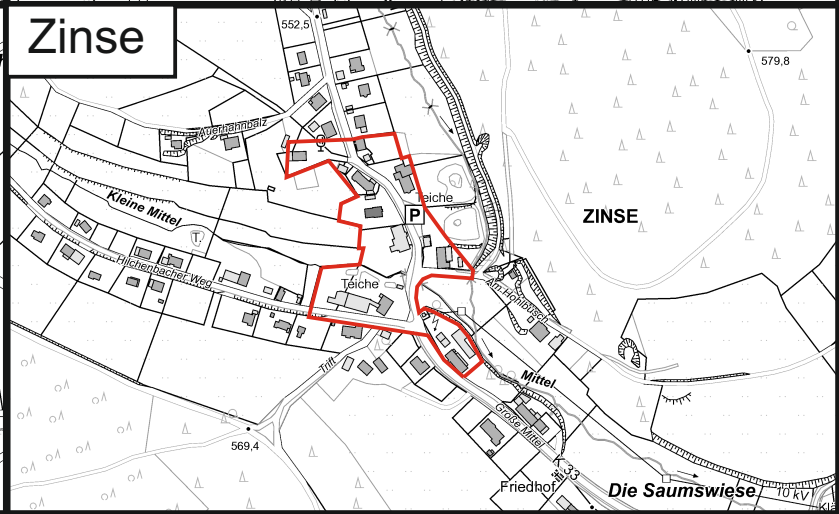 Zinse
552,5
579,8
Auerhahnbalz
Teiche
P
ZINSE
Kleine Mittel
T.
Hilchenbacher Weg
Teiche
Am Hohlbusch
Trift
Mittel
Große Mittel
569,4
K 33
Friedhof
Die Saumswiese
10 kV